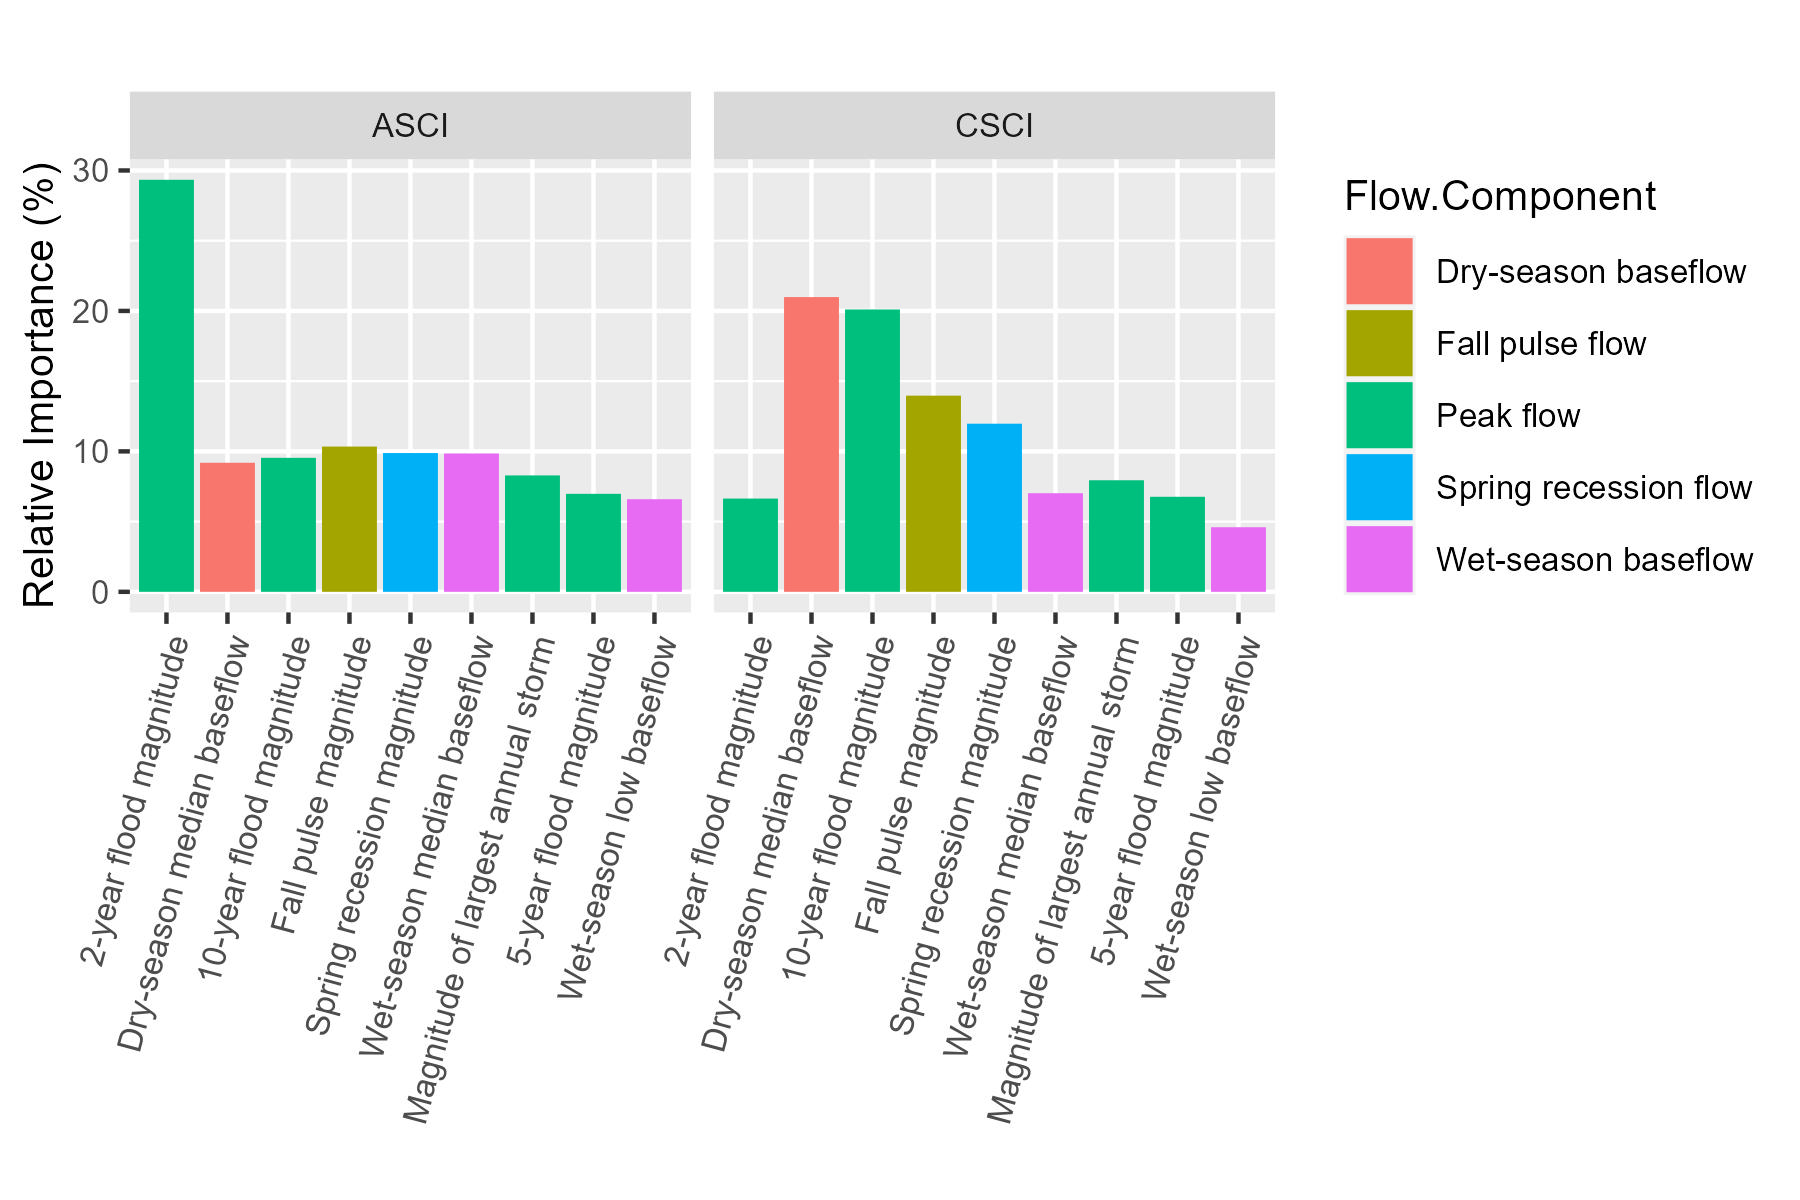 ASCI
CSCI
Relative Importance (%)
30
20
10
0
2-year flood magnitude
Dry-season median baseflow
10-year flood magnitude
Fall pulse magnitude
Spring recession magnitude
Wet-season median baseflow
Magnitude of largest annual storm
5-year flood magnitude
Wet-season low baseflow
2-year flood magnitude
Dry-season median baseflow
10-year flood magnitude
Fall pulse magnitude
Spring recession magnitude
Wet-season median baseflow
Magnitude of largest annual storm
5-year flood magnitude
Wet-season low baseflow
Flow.Component
Dry-season baseflow
Fall pulse flow
Peak flow
Spring recession flow
Wet-season baseflow